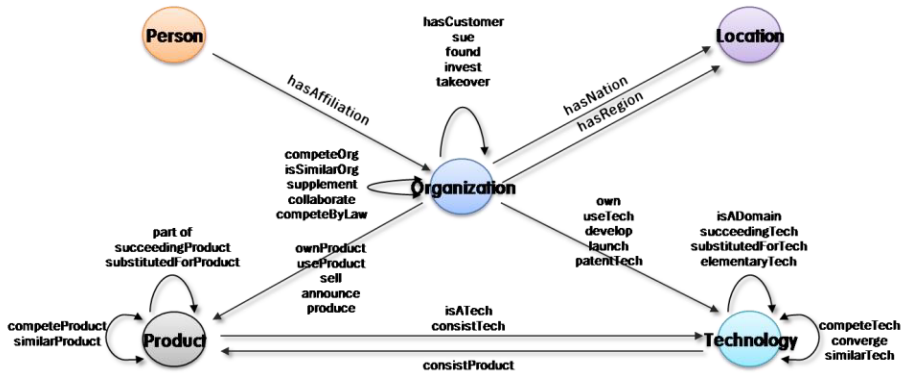 Person
hasCustomer
sue
found
invest
takeover
Location
hasAffiliation
hasNation
hasRegion
competeOrg
isSimilarOrg
supplement
collaborate
competeByLaw
Organization
own
useTech
develop
launch
patentTech
isADomain
succeedingTech
substitutedForTech
elementaryTech
part of
succeedingProduct
substitutedForProduct
ownProduct
useProduct
sell
announce
produce
competeProduct
similarProduct
Product
isATech
consistTech
consistProduct
Technology
competeTech
converge
similarTech